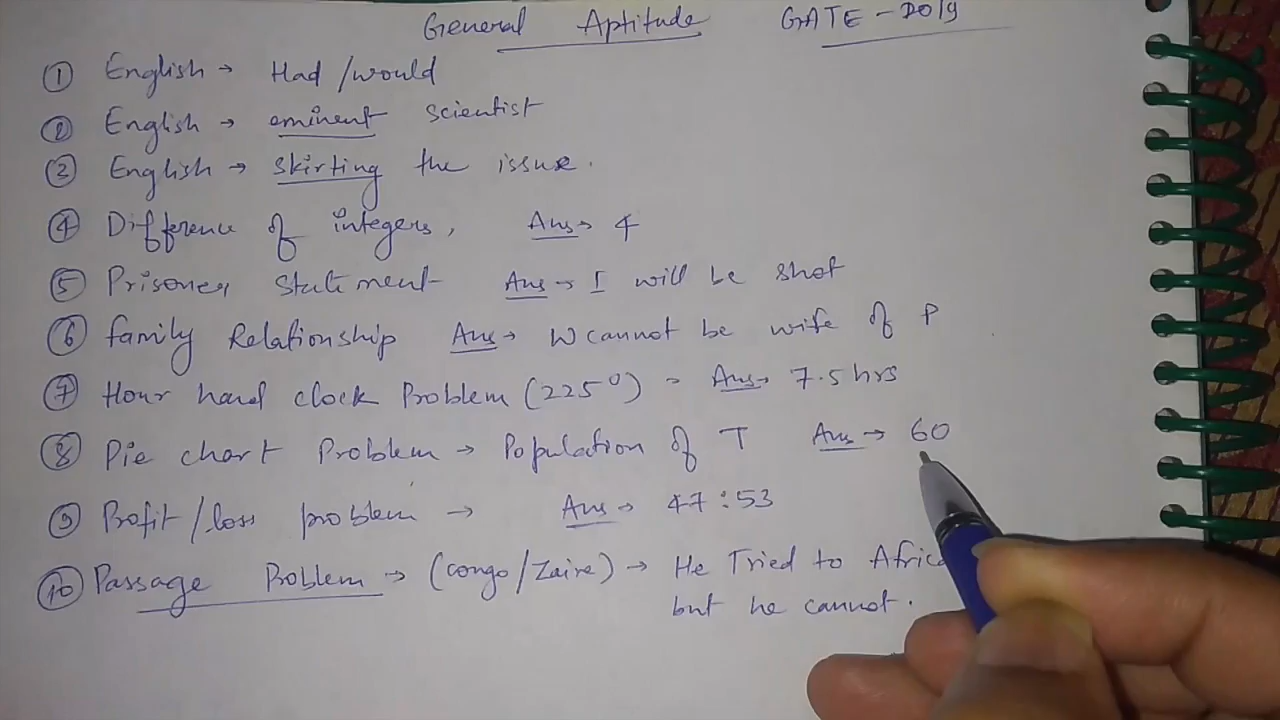 General Aptitude GATE - 2019
① English → Had / would
② English → eminent scientist
③ English → skirting the issue.
④ Difference of integers, Ans → 4
⑤ Prisoner statement Ans → I will be shot
⑥ family Relationship Ans → W cannot be wife of P
⑦ Hour hand clock Problem (225°) - Ans → 7.5 hrs
⑧ Pie chart Problem → Population of T Ans → 60
⑨ Profit / loss problem → Ans → 47 : 53
⑩ Passage Problem → (Congo / Zaire) → He Tried to Africa
but he cannot.